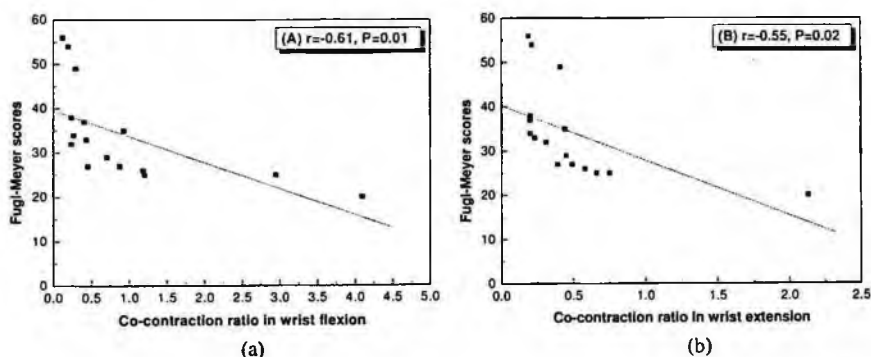 60
50
40
30
20
10
0
Fugl-Meyer scores
(A) r=-0.61, P=0.01
0.0 0.5 1.0 1.5 2.0 2.5 3.0 3.5 4.0 4.5 5.0
Co-contraction ratio in wrist flexion
(a)
60
50
40
30
20
10
0
Fugl-Meyer scores
(B) r=-0.55, P=0.02
0.0 0.5 1.0 1.5 2.0 2.5
Co-contraction ratio in wrist extension
(b)